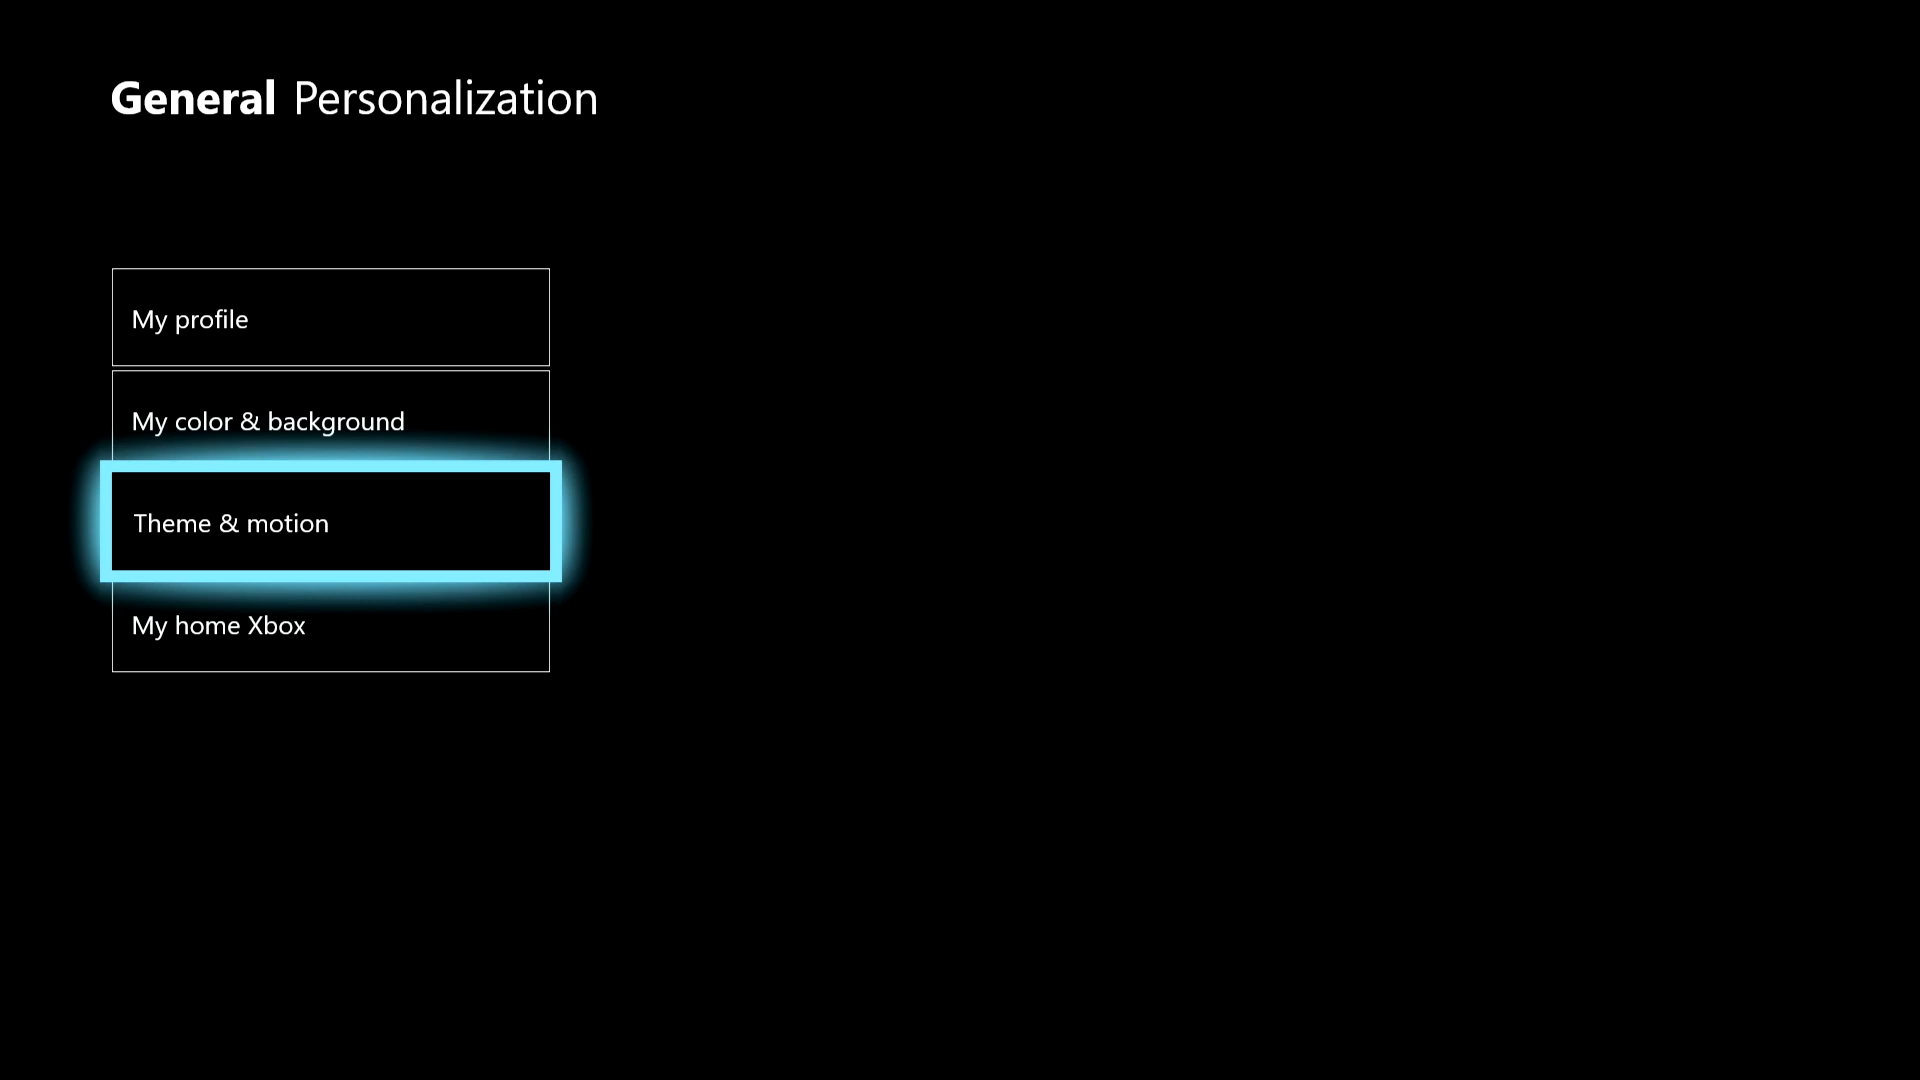 General Personalization
My profile
My color & background
Theme & motion
My home Xbox